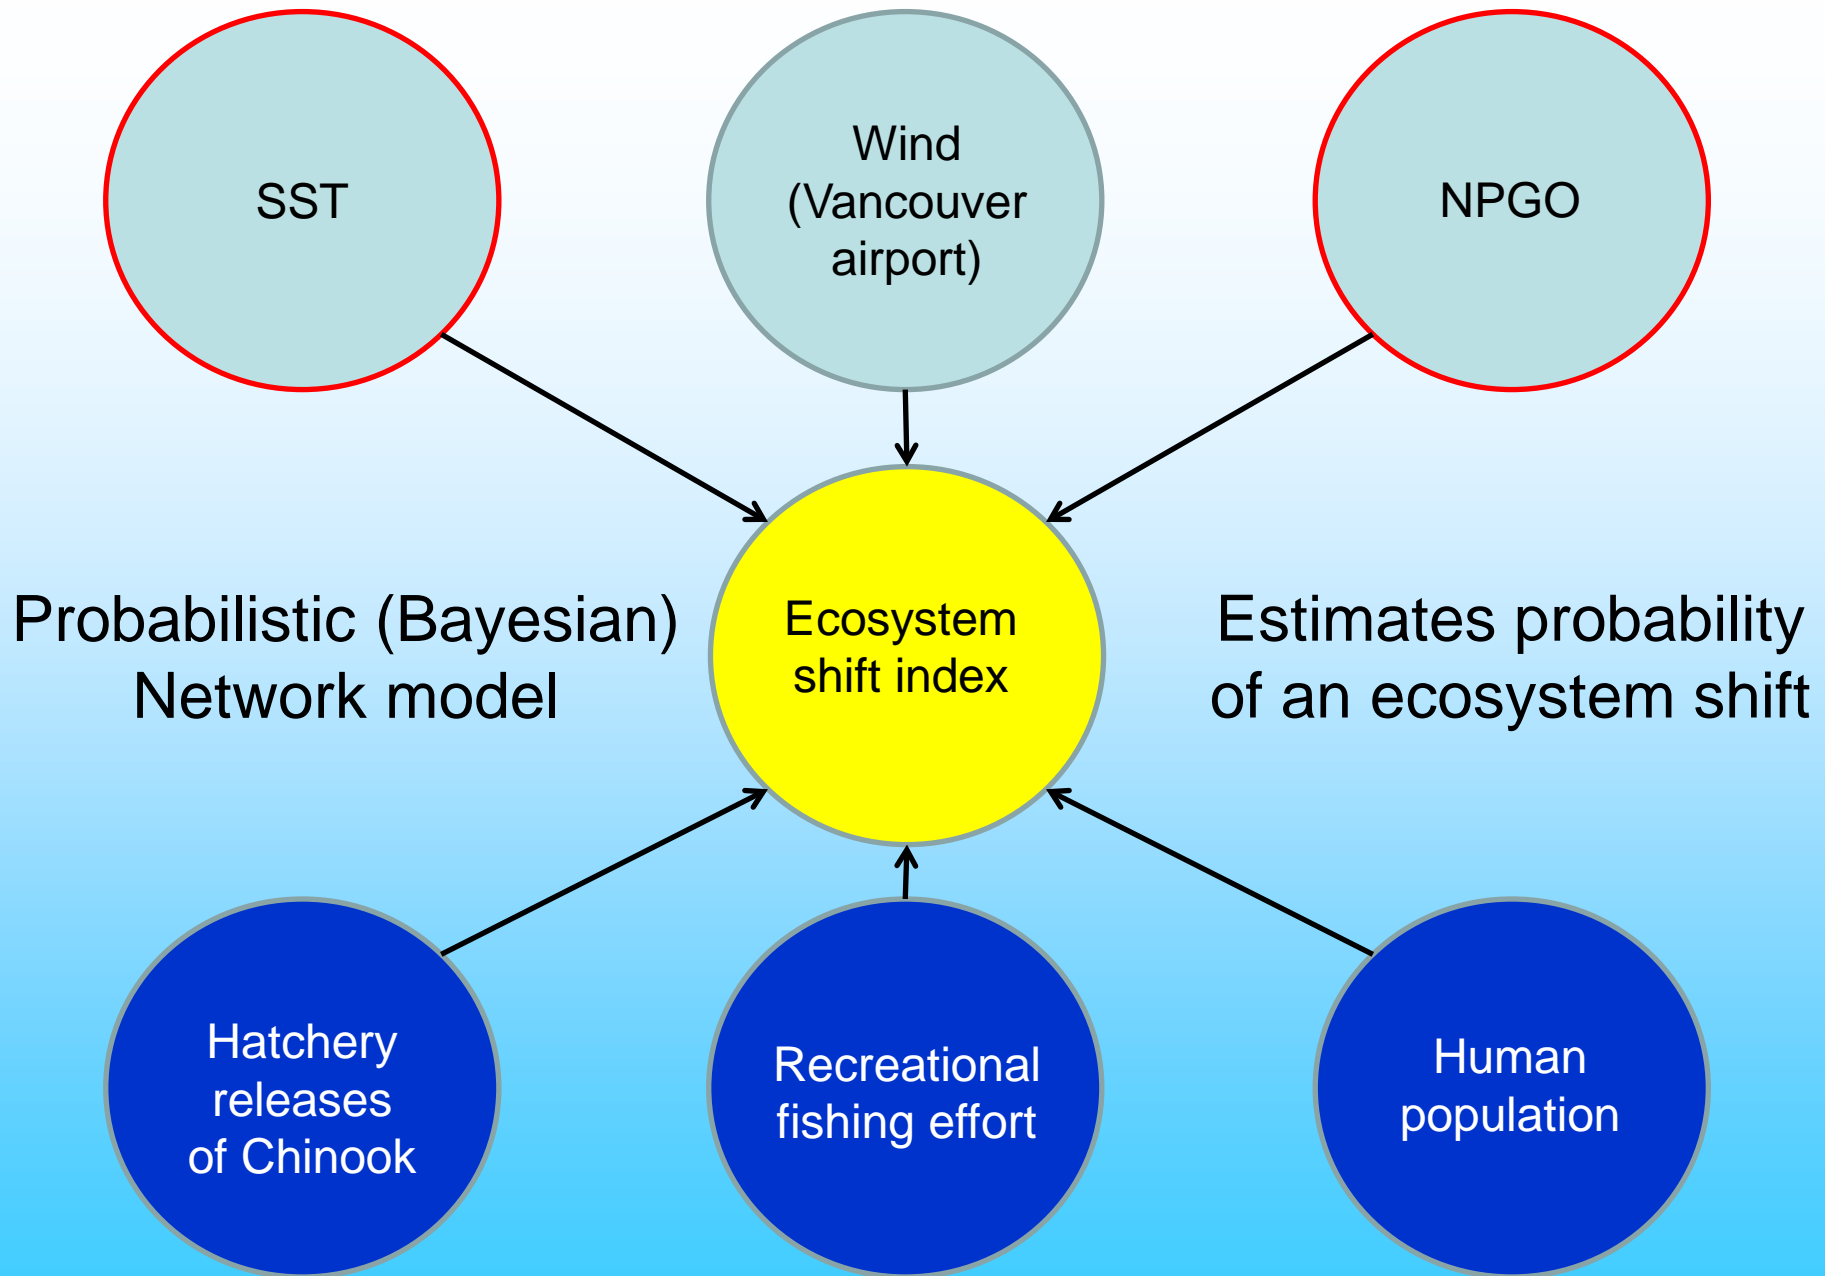 SST
Wind
(Vancouver
airport)
NPGO
Probabilistic (Bayesian)
Network model
Ecosystem
shift index
Estimates probability
of an ecosystem shift
Hatchery
releases
of Chinook
Recreational
fishing effort
Human
population